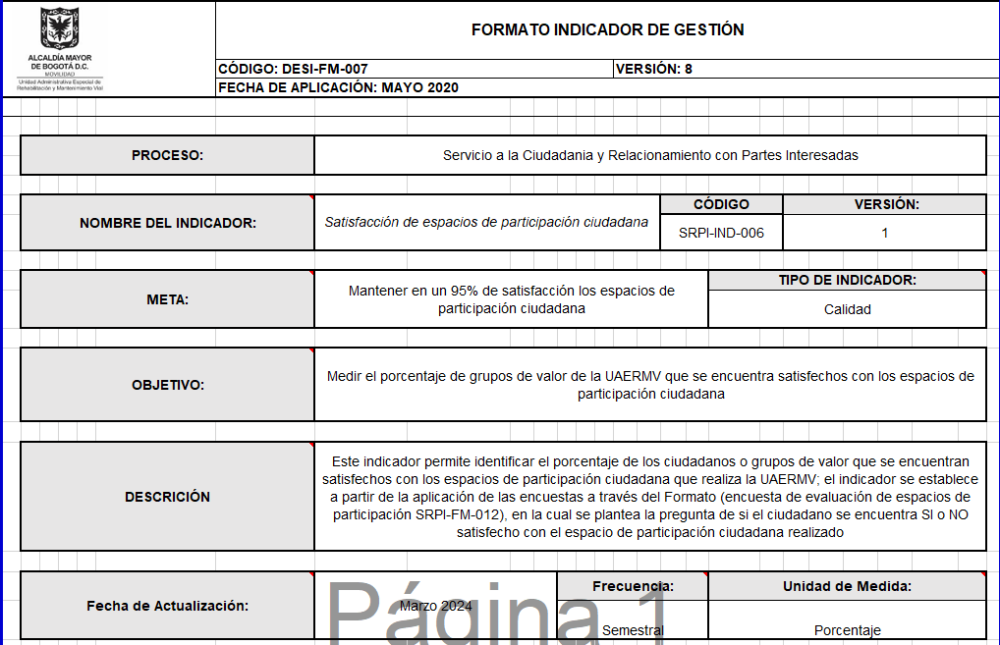 ALCALDÍA MAYOR
DE BOGOTÁ D.C.
MOVILIDAD
Unidad Administrativa Especial de
Rehabilitación y Mantenimiento Vial
FORMATO INDICADOR DE GESTIÓN
CÓDIGO: DESI-FM-007
VERSIÓN: 8
FECHA DE APLICACIÓN: MAYO 2020
PROCESO:
Servicio a la Ciudadania y Relacionamiento con Partes Interesadas
NOMBRE DEL INDICADOR:
Satisfacción de espacios de participación ciudadana
CÓDIGO
SRPI-IND-006
VERSIÓN:
1
META:
Mantener en un 95% de satisfacción los espacios de
participación ciudadana
TIPO DE INDICADOR:
Calidad
OBJETIVO:
Medir el porcentaje de grupos de valor de la UAERMV que se encuentra satisfechos con los espacios de
participación ciudadana
DESCRICIÓN
Este indicador permite identificar el porcentaje de los ciudadanos o grupos de valor que se encuentran
satisfechos con los espacios de participación ciudadana que realiza la UAERMV; el indicador se establece
a partir de la aplicación de las encuestas a través del Formato (encuesta de evaluación de espacios de
participación SRPI-FM-012), en la cual se plantea la pregunta de si el ciudadano se encuentra SI o NO
satisfecho con el espacio de participación ciudadana realizado
Fecha de Actualización:
Marzo 2024
Frecuencia:
Semestral
Unidad de Medida:
Porcentaje
Página 1